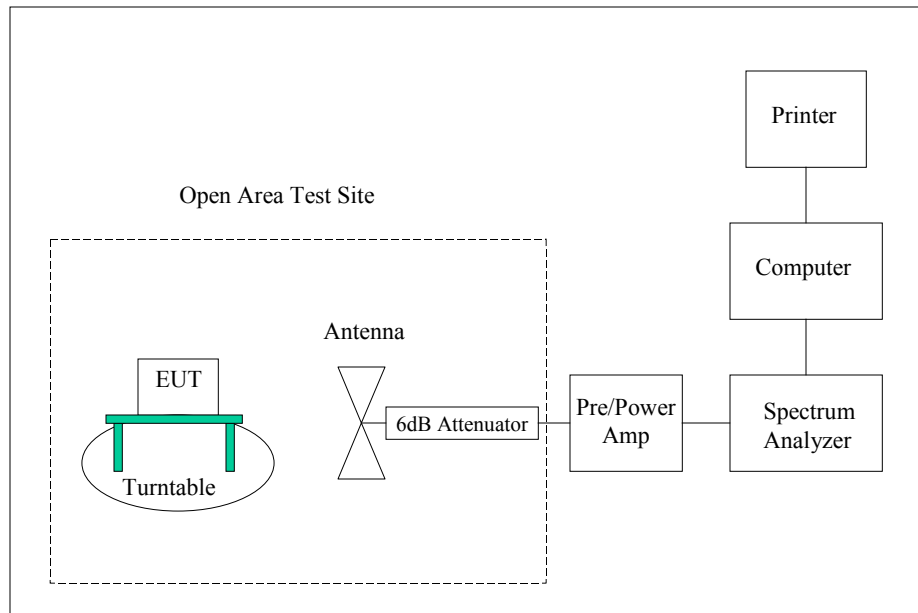 Printer
Open Area Test Site
Computer
Antenna
EUT
6dB Attenuator
Pre/Power
Amp
Spectrum
Analyzer
Turntable